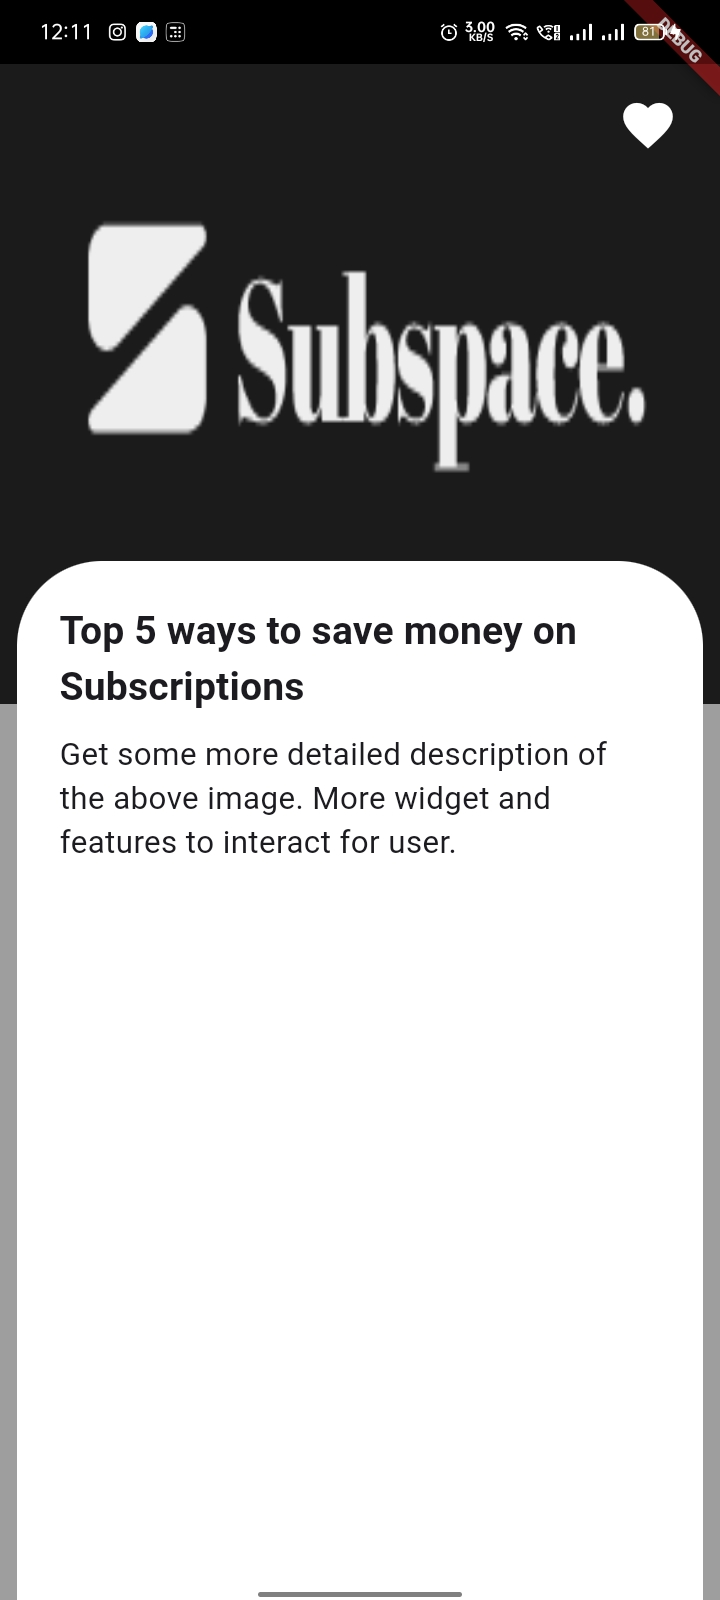 12:11
3.00
KB/S
81
DEBUG
Subspace.
Top 5 ways to save money on
Subscriptions
Get some more detailed description of
the above image. More widget and
features to interact for user.